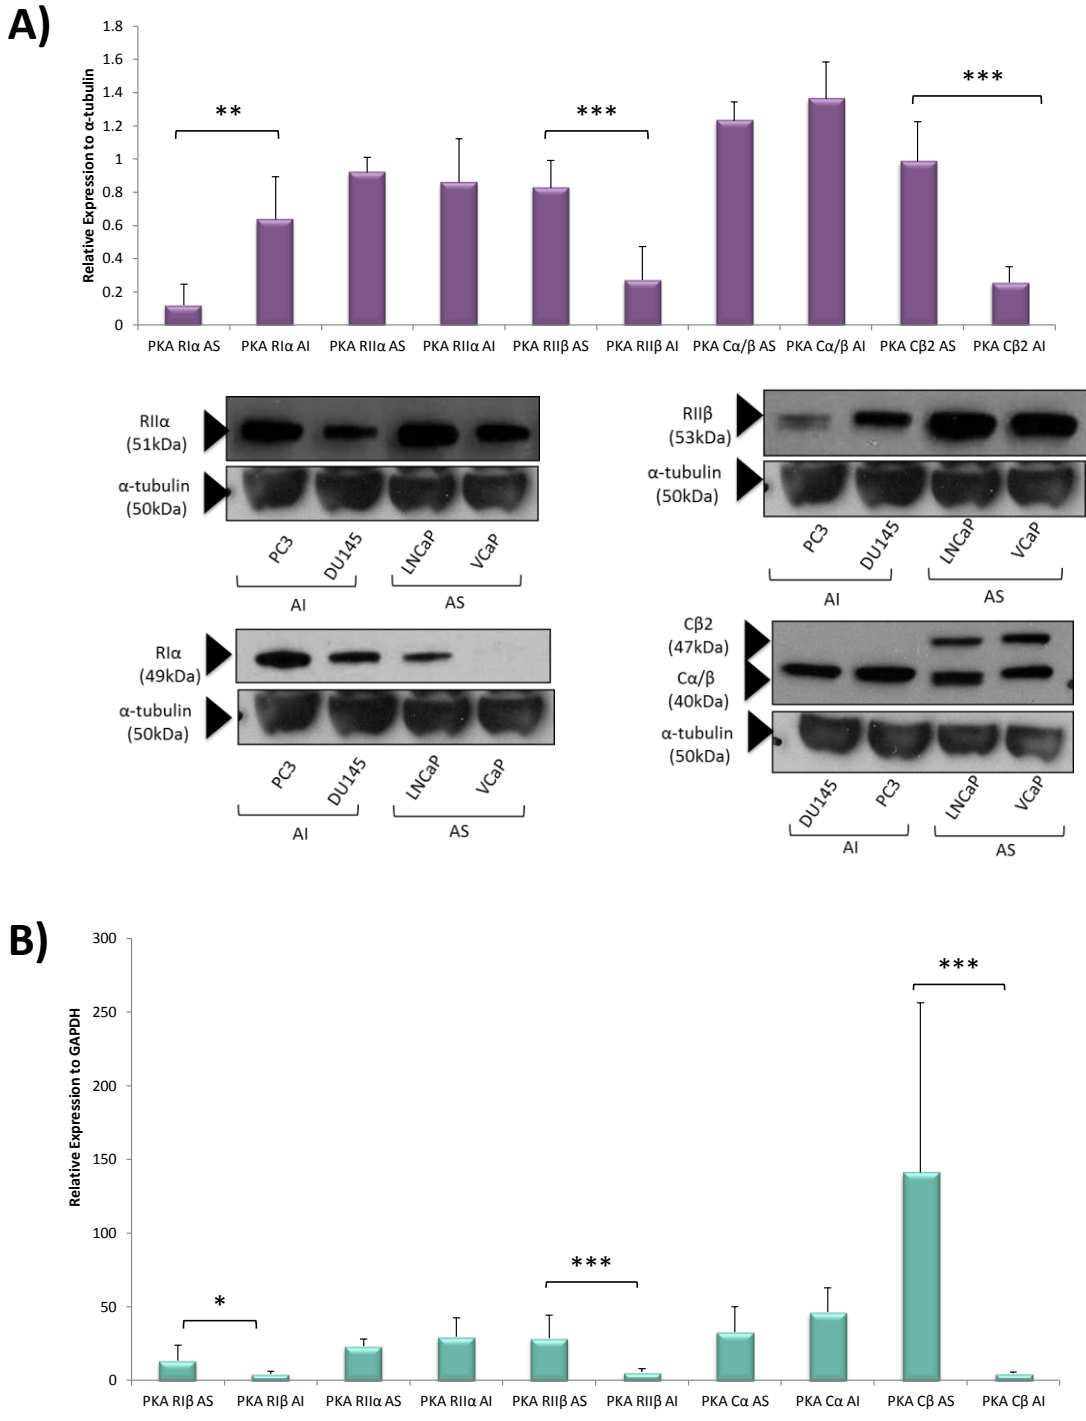 A)
Relative Expression to α-tubulin
1.8
1.6
1.4
1.2
1
0.8
0.6
0.4
0.2
0
**
***
***
PKA RIα AS PKA RIα AI PKA RIIα AS PKA RIIα AI PKA RIIβ AS PKA RIIβ AI PKA Cα/β AS PKA Cα/β AI PKA Cβ2 AS PKA Cβ2 AI
RIIα
(51kDa)
α-tubulin
(50kDa)
PC3 DU145 LNCaP VCaP
AI AS
RIIβ
(53kDa)
α-tubulin
(50kDa)
PC3 DU145 LNCaP VCaP
AI AS
RIα
(49kDa)
α-tubulin
(50kDa)
PC3 DU145 LNCaP VCaP
AI AS
Cβ2
(47kDa)
Cα/β
(40kDa)
α-tubulin
(50kDa)
DU145 PC3 LNCaP VCaP
AI AS
B)
Relative Expression to GAPDH
300
250
200
150
100
50
0
*
***
***
PKA RIβ AS PKA RIβ AI PKA RIIα AS PKA RIIα AI PKA RIIβ AS PKA RIIβ AI PKA Cα AS PKA Cα AI PKA Cβ AS PKA Cβ AI